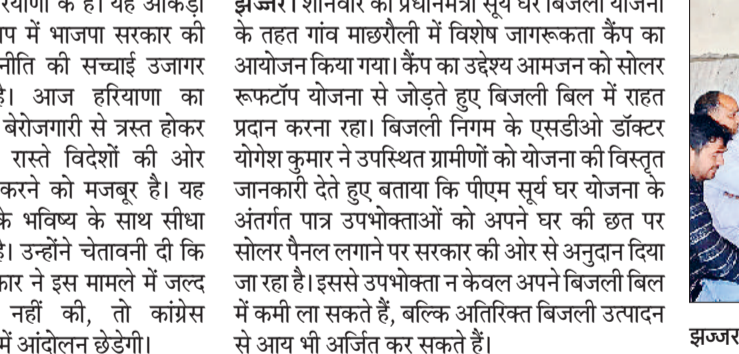 रियाणा के हैं। यह आंकड़ा
प में भाजपा सरकार की
नीति की सच्चाई उजागर
है। आज हरियाणा का
बेरोजगारी से त्रस्त होकर
रास्ते विदेशों की ओर
करने को मजबूर है। यह
के भविष्य के साथ सीधा
है। उन्होंने चेतावनी दी कि
कार ने इस मामले में जल्द
नहीं की, तो कांग्रेस
में आंदोलन छेडेगी।
झज्जर। शनिवार को प्रधानमंत्री सूर्य घर बिजली योजना
के तहत गांव माछरौली में विशेष जागरूकता कैंप का
आयोजन किया गया। कैंप का उद्देश्य आमजन को सोलर
रूफटॉप योजना से जोड़ते हुए बिजली बिल में राहत
प्रदान करना रहा। बिजली निगम के एसडीओ डॉक्टर
योगेश कुमार ने उपस्थित ग्रामीणों को योजना की विस्तृत
जानकारी देते हुए बताया कि पीएम सूर्य घर योजना के
अंतर्गत पात्र उपभोक्ताओं को अपने घर की छत पर
सोलर पैनल लगाने पर सरकार की ओर से अनुदान दिया
जा रहा है। इससे उपभोक्ता न केवल अपने बिजली बिल
में कमी ला सकते हैं, बल्कि अतिरिक्त बिजली उत्पादन
से आय भी अर्जित कर सकते हैं।
झज्जर